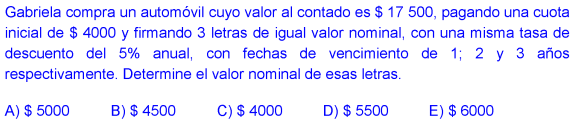 Gabriela compra un automóvil cuyo valor al contado es $ 17 500, pagando una cuota
inicial de $ 4000 y firmando 3 letras de igual valor nominal, con una misma tasa de
descuento del 5% anual, con fechas de vencimiento de 1; 2 y 3 años
respectivamente. Determine el valor nominal de esas letras.
A) $ 5000 B) $ 4500 C) $ 4000 D) $ 5500 E) $ 6000